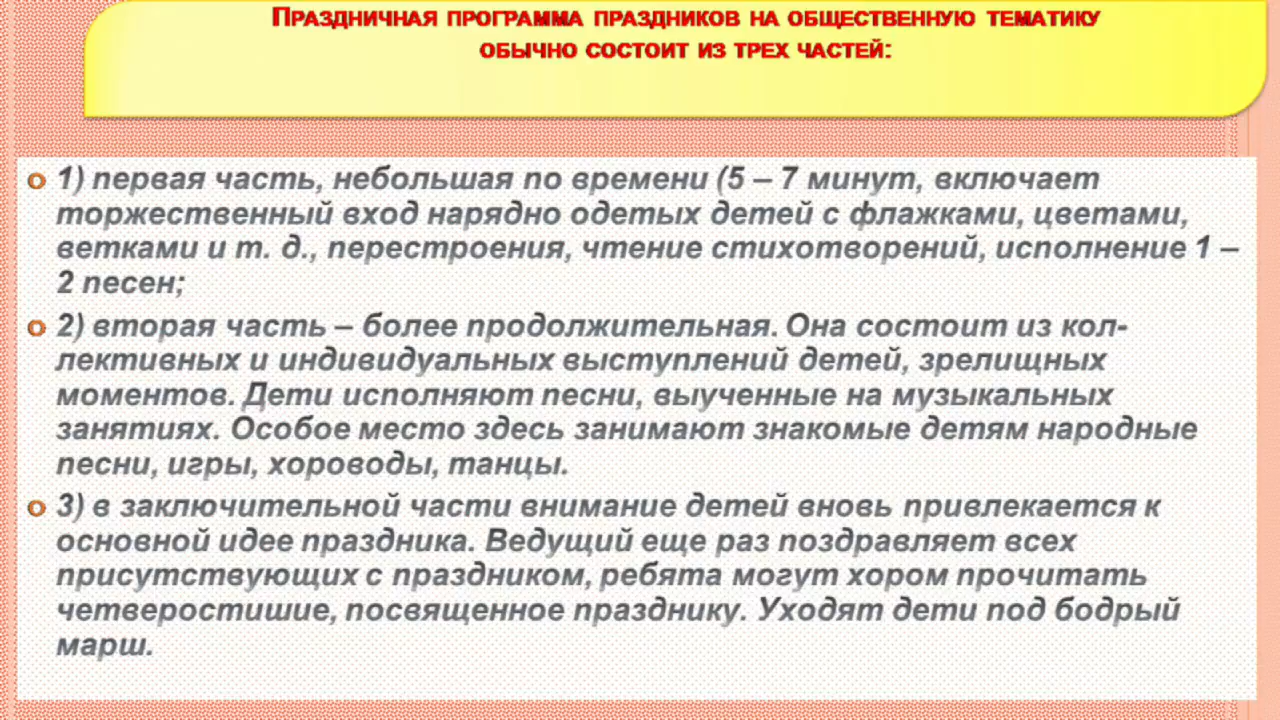 Праздничная программа праздников на общественную тематику
обычно состоит из трех частей:
1) первая часть, небольшая по времени (5 – 7 минут, включает
торжественный вход нарядно одетых детей с флажками, цветами,
ветками и т. д., перестроения, чтение стихотворений, исполнение 1 –
2 песен;
2) вторая часть – более продолжительная. Она состоит из кол-
лективных и индивидуальных выступлений детей, зрелищных
моментов. Дети исполняют песни, выученные на музыкальных
занятиях. Особое место здесь занимают знакомые детям народные
песни, игры, хороводы, танцы.
3) в заключительной части внимание детей вновь привлекается к
основной идее праздника. Ведущий еще раз поздравляет всех
присутствующих с праздником, ребята могут хором прочитать
четверостишие, посвященное празднику. Уходят дети под бодрый
марш.